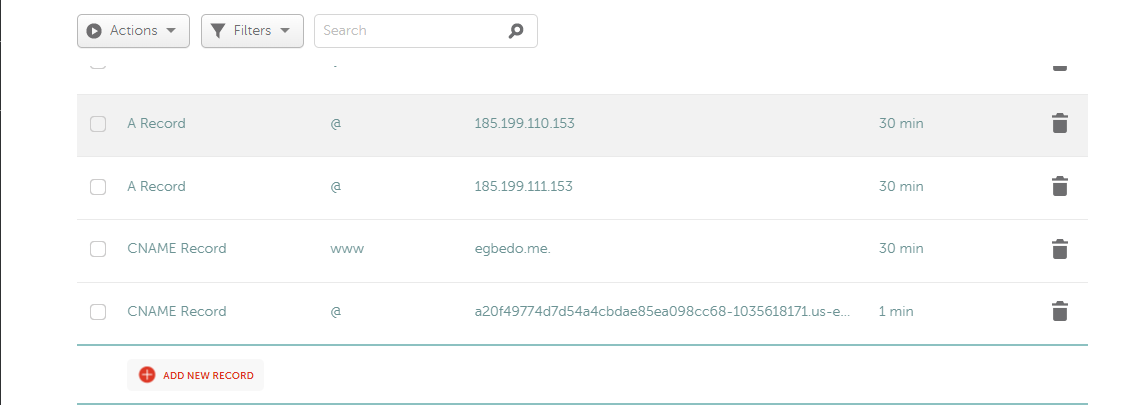 Actions Filters Search
A Record @ 185.199.110.153 30 min
A Record @ 185.199.111.153 30 min
CNAME Record www egbedo.me. 30 min
CNAME Record @ a20f49774d7d54a4cbdae85ea098cc68-1035618171.us-e... 1 min
ADD NEW RECORD